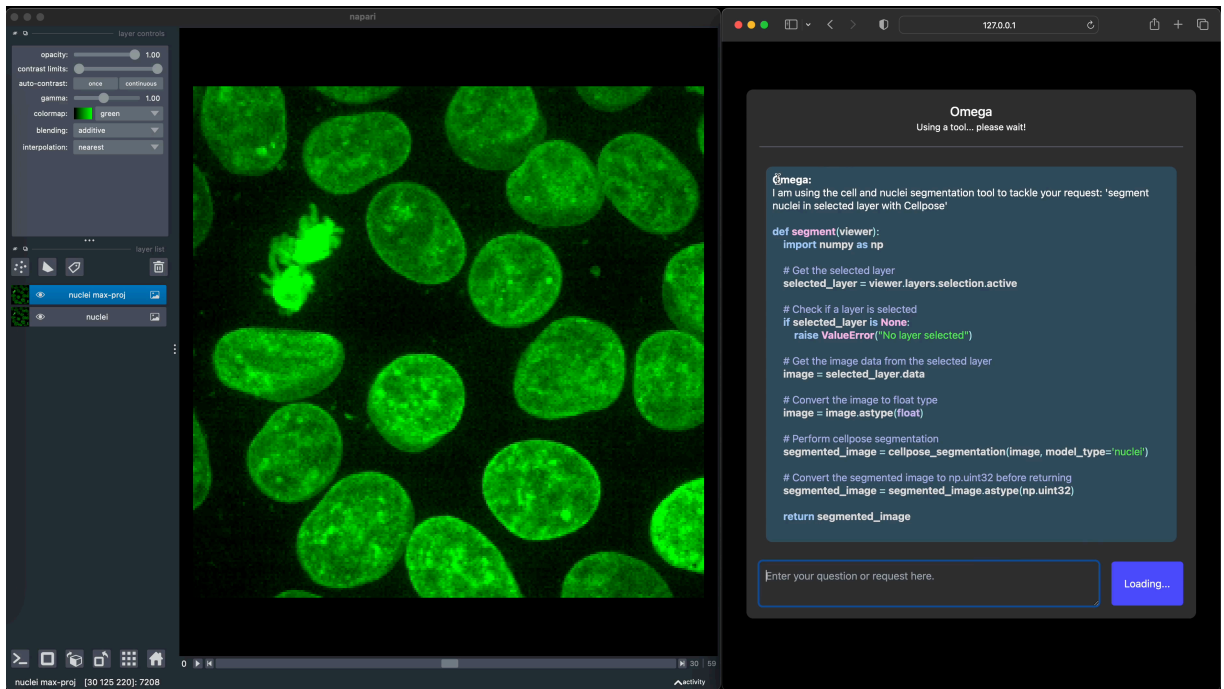 napari
layer controls
opacity: 1.00
contrast limits:
auto-contrast: once continuous
gamma: 1.00
colormap: green
blending: additive
interpolation: nearest
layer list
nuclei max-proj
nuclei
0 30 59
nuclei max-proj [30 125 220]: 7208 activity
127.0.0.1
Omega
Using a tool... please wait!
Omega:
I am using the cell and nuclei segmentation tool to tackle your request: 'segment
nuclei in selected layer with Cellpose'
def segment(viewer):
import numpy as np
# Get the selected layer
selected_layer = viewer.layers.selection.active
# Check if a layer is selected
if selected_layer is None:
raise ValueError("No layer selected")
# Get the image data from the selected layer
image = selected_layer.data
# Convert the image to float type
image = image.astype(float)
# Perform cellpose segmentation
segmented_image = cellpose_segmentation(image, model_type='nuclei')
# Convert the segmented image to np.uint32 before returning
segmented_image = segmented_image.astype(np.uint32)
return segmented_image
Enter your question or request here.
Loading...